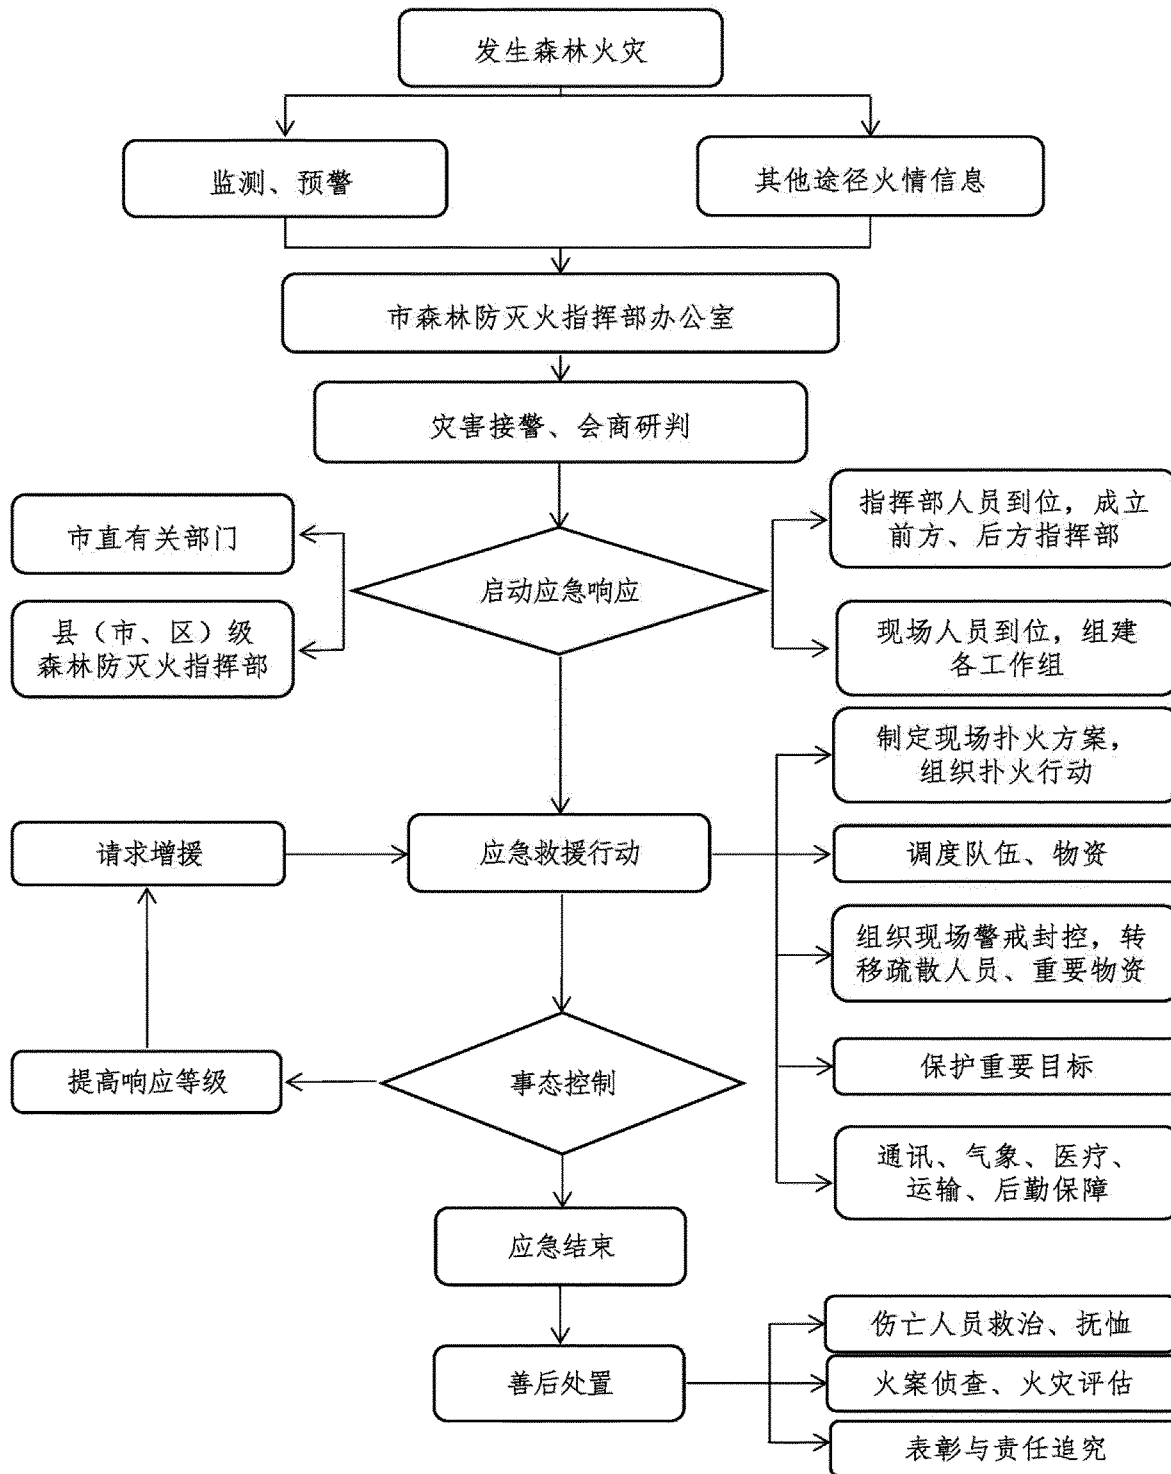 发生森林火灾
监测、预警
其他途径火情信息
市森林防灭火指挥部办公室
灾害接警、会商研判
市直有关部门
县（市、区）级
森林防灭火指挥部
启动应急响应
指挥部人员到位，成立
前方、后方指挥部
现场人员到位，组建
各工作组
请求增援
应急救援行动
制定现场扑火方案，
组织扑火行动
调度队伍、物资
组织现场警戒封控，转
移疏散人员、重要物资
保护重要目标
通讯、气象、医疗、
运输、后勤保障
提高响应等级
事态控制
应急结束
善后处置
伤亡人员救治、抚恤
火案侦查、火灾评估
表彰与责任追究